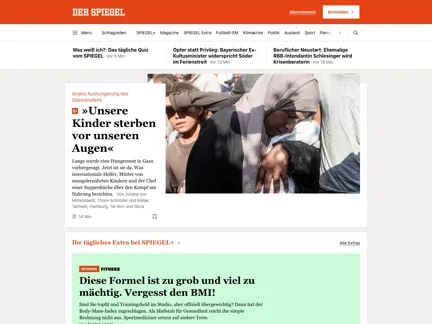 DER SPIEGEL
Abonnement
Anmelden
Menü Schlagzeilen SPIEGEL+ Magazine SPIEGEL Extra Fußball-EM Klimakrise Politik Ausland Sport
Was weiß ich?: Das tägliche Quiz
vom SPIEGEL Vor 5 Min
Opfer statt Privileg: Bayerischer Ex-
Kultusminister widerspricht Söder
im Ferienstreit Vor 13 Min
Beruflicher Neustart: Ehemalige
RBB-Intendantin Schlesinger wird
Krisenberaterin Vor 19 Min
Israels Aushungerung des
Gazastreifens
»Unsere
Kinder sterben
vor unseren
Augen«
Lange wurde eine Hungersnot in Gaza
vorhergesagt. Jetzt ist sie da. Was
internationale Helfer, Mütter von
mangelernährten Kindern und der Chef
einer Suppenküche über den Kampf um
Nahrung berichten. Von Juliane von
Mittelstaedt, Thore Schröder und Malak
Tantesh, Hamburg, Tel Aviv und Gaza
14 Min
Ihr tägliches Extra bei SPIEGEL+
Alle Extras
FITNESS
Diese Formel ist zu grob und viel zu
mächtig. Vergesst den BMI!
Sind Sie topfit und Trainingsheld im Studio, aber offiziell übergewichtig? Dann hat der
Body-Mass-Index zugeschlagen. Als Maßstab für Gesundheit reicht die simple
Rechnung nicht aus. Sportmediziner setzen auf andere Tests.